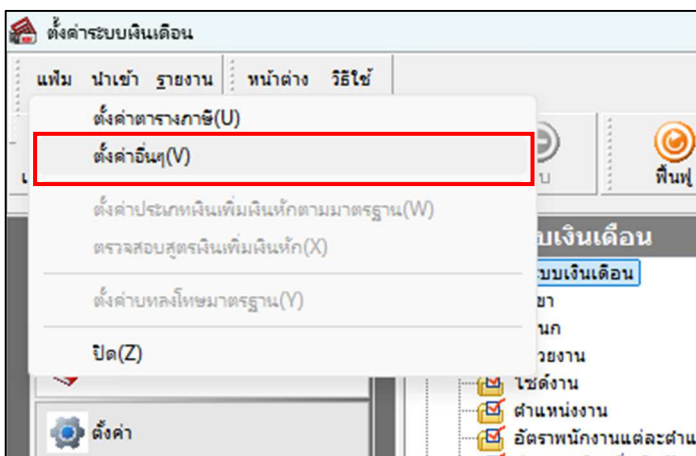 ตั้งค่าระบบเงินเดือน
แฟ้ม นำเข้า รายงาน หน้าต่าง วิธีใช้
ตั้งค่าตารางภาษี(U)
ตั้งค่าอื่นๆ(V)
ฟื้นฟู
ตั้งค่าประเภทเงินเพิ่มเงินหักตามมาตรฐาน(W)
ตรวจสอบสูตรเงินเพิ่มเงินหัก(X)
ตั้งค่าบทลงโทษมาตรฐาน(Y)
ปิด(Z)
ตั้งค่า
บเงินเดือน
ระบบเงินเดือน
ขา
นก
วยงาน
ไซต์งาน
ตำแหน่งงาน
อัตราพนักงานแต่ละตำแ